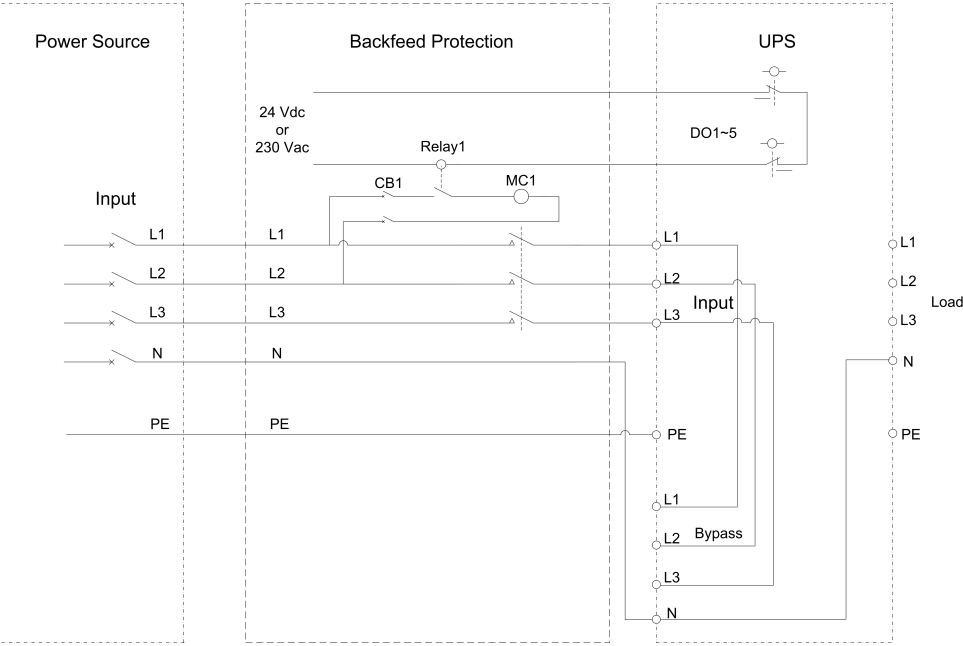 Power Source
Backfeed Protection
UPS
24 Vdc
or
230 Vac
DO1~5
Relay1
CB1
MC1
Input
L1
L1
L1
L1
L2
L2
L2
L2
Input
Load
L3
L3
L3
L3
N
N
N
PE
PE
PE
PE
L1
L2
Bypass
L3
N